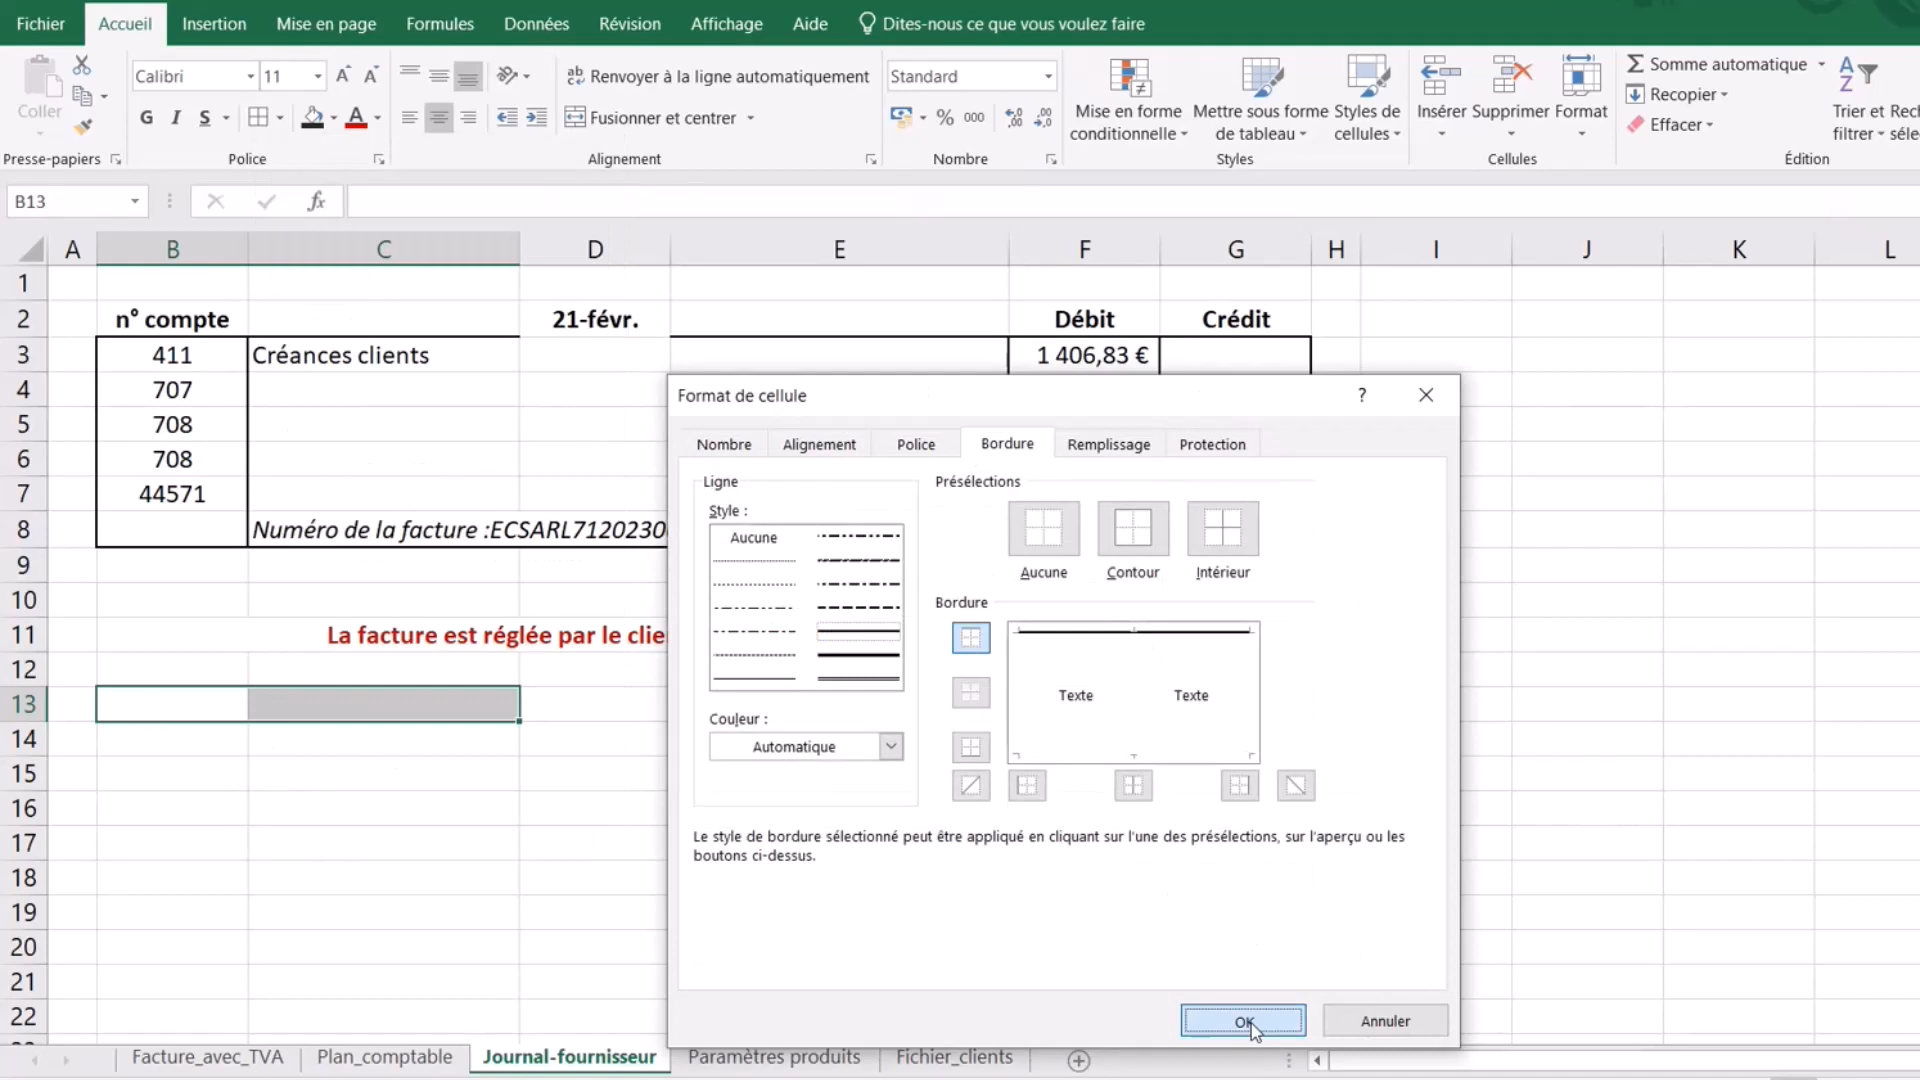 Fichier Accueil Insertion Mise en page Formules Données Révision Affichage Aide Dites-nous ce que vous voulez faire
Coller
Calibri 11
Renvoyer à la ligne automatiquement
Standard
Mise en forme conditionnelle
Mettre sous forme de tableau
Styles de cellules
Insérer Supprimer Format
Somme automatique
Recopier
Effacer
Trier et
filtrer
G I S
Fusionner et centrer
% 000
Presse-papiers Police Alignement Nombre Styles Cellules Édition
B13 fx
A B C D E F G H I J K L
1
2 n° compte 21-févr. Débit Crédit
3 411 Créances clients 1 406,83 €
4 707
5 708
6 708
7 44571
8 Numéro de la facture :ECSARL7120230
9
10
11 La facture est réglée par le clie
12
13
14
15
16
17
18
19
20
21
22
Format de cellule ?
Nombre Alignement Police Bordure Remplissage Protection
Ligne
Style :
Aucune
Couleur :
Automatique
Présélections
Aucune Contour Intérieur
Bordure
Texte Texte
Le style de bordure sélectionné peut être appliqué en cliquant sur l'une des présélections, sur l'aperçu ou les
boutons ci-dessus.
OK Annuler
Facture_avec_TVA Plan_comptable Journal-fournisseur Paramètres produits Fichier_clients